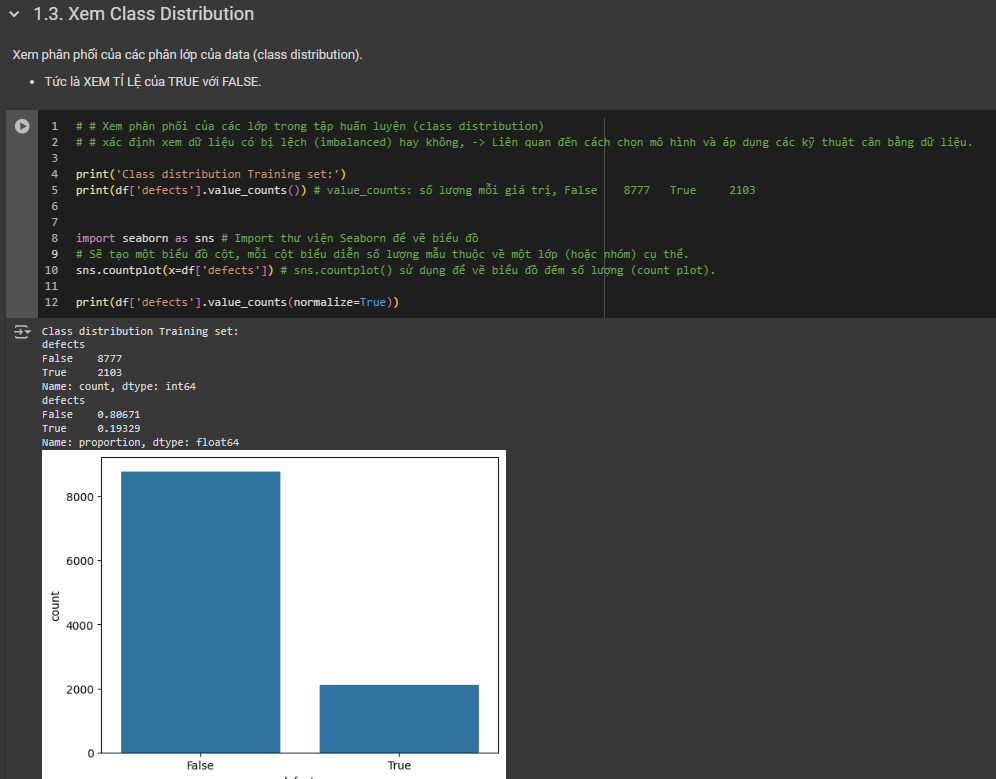 1.3. Xem Class Distribution
Xem phân phối của các phân lớp của data (class distribution).
• Tức là XEM TỈ LỆ của TRUE với FALSE.
1 # # Xem phân phối của các lớp trong tập huấn luyện (class distribution)
2 # # xác định xem dữ liệu có bị lệch (imbalanced) hay không, -> Liên quan đến cách chọn mô hình và áp dụng các kỹ thuật cân bằng dữ liệu.
3
4 print('Class distribution Training set:')
5 print(df['defects'].value_counts()) # value_counts: số lượng mỗi giá trị, False    8777   True     2103
6
7
8 import seaborn as sns # Import thư viện Seaborn để vẽ biểu đồ
9 # Sẽ tạo một biểu đồ cột, mỗi cột biểu diễn số lượng mẫu thuộc về một lớp (hoặc nhóm) cụ thể.
10 sns.countplot(x=df['defects']) # sns.countplot() sử dụng để vẽ biểu đồ đếm số lượng (count plot).
11
12 print(df['defects'].value_counts(normalize=True))
Class distribution Training set:
defects
False    8777
True     2103
Name: count, dtype: int64
defects
False    0.80671
True     0.19329
Name: proportion, dtype: float64
8000
6000
count
4000
2000
0
False True